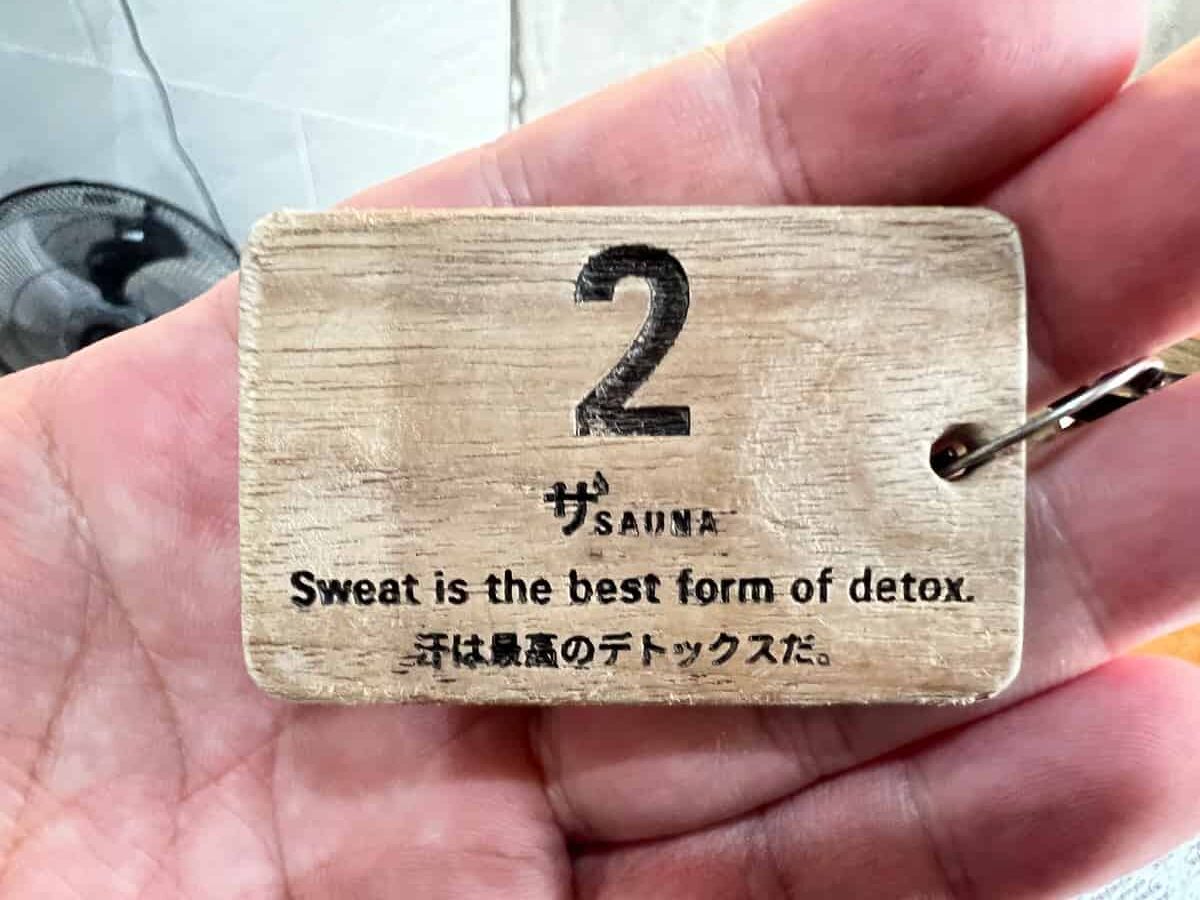 2
ザSAUNA
Sweat is the best form of detox.
汗は最高のデトックスだ。